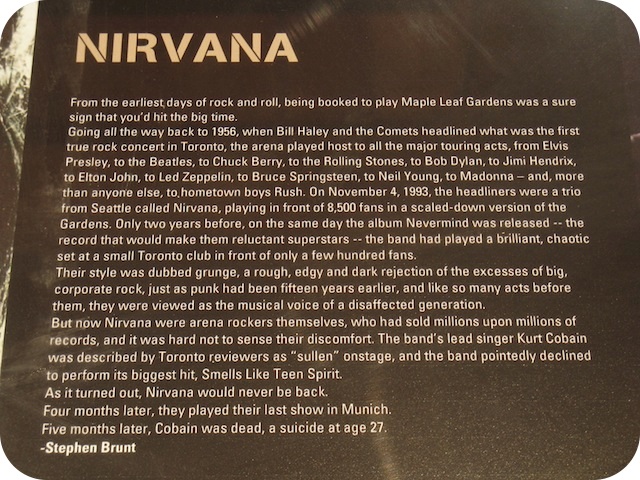 NIRVANA
From the earliest days of rock and roll, being booked to play Maple Leaf Gardens was a sure
sign that you'd hit the big time.
Going all the way back to 1956, when Bill Haley and the Comets headlined what was the first
true rock concert in Toronto, the arena played host to all the major touring acts, from Elvis
Presley, to the Beatles, to Chuck Berry, to the Rolling Stones, to Bob Dylan, to Jimi Hendrix,
to Elton John, to Led Zeppelin, to Bruce Springsteen, to Neil Young, to Madonna – and, more
than anyone else, to hometown boys Rush. On November 4, 1993, the headliners were a trio
from Seattle called Nirvana, playing in front of 8,500 fans in a scaled-down version of the
Gardens. Only two years before, on the same day the album Nevermind was released -- the
record that would make them reluctant superstars -- the band had played a brilliant, chaotic
set at a small Toronto club in front of only a few hundred fans.
Their style was dubbed grunge, a rough, edgy and dark rejection of the excesses of big,
corporate rock, just as punk had been fifteen years earlier, and like so many acts before
them, they were viewed as the musical voice of a disaffected generation.
But now Nirvana were arena rockers themselves, who had sold millions upon millions of
records, and it was hard not to sense their discomfort. The band's lead singer Kurt Cobain
was described by Toronto reviewers as "sullen" onstage, and the band pointedly declined
to perform its biggest hit, Smells Like Teen Spirit.
As it turned out, Nirvana would never be back.
Four months later, they played their last show in Munich.
Five months later, Cobain was dead, a suicide at age 27.
-Stephen Brunt